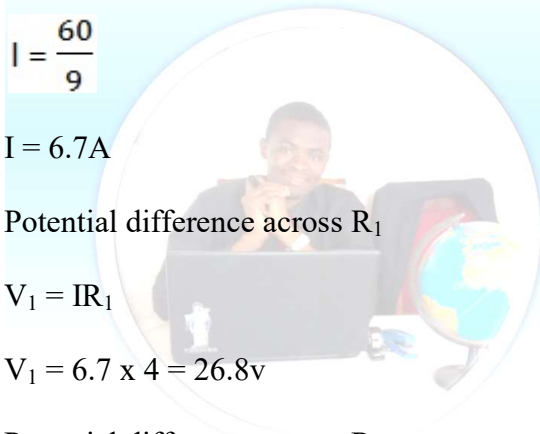 I = 60/9
I = 6.7A
Potential difference across R₁
V₁ = IR₁
V₁ = 6.7 x 4 = 26.8v